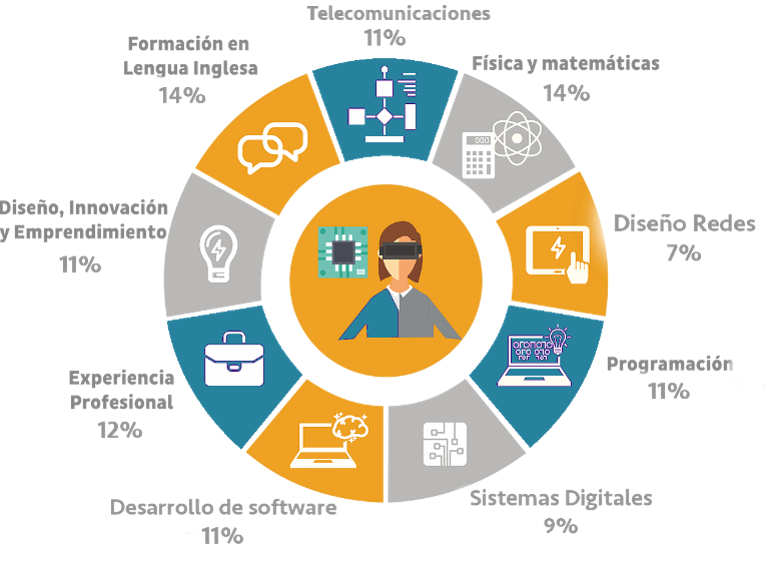 Telecomunicaciones
11%
Formación en
Lengua Inglesa
14%
Física y matemáticas
14%
Diseño, Innovación
y Emprendimiento
11%
Diseño Redes
7%
Experiencia
Profesional
12%
Programación
11%
Desarrollo de software
11%
Sistemas Digitales
9%